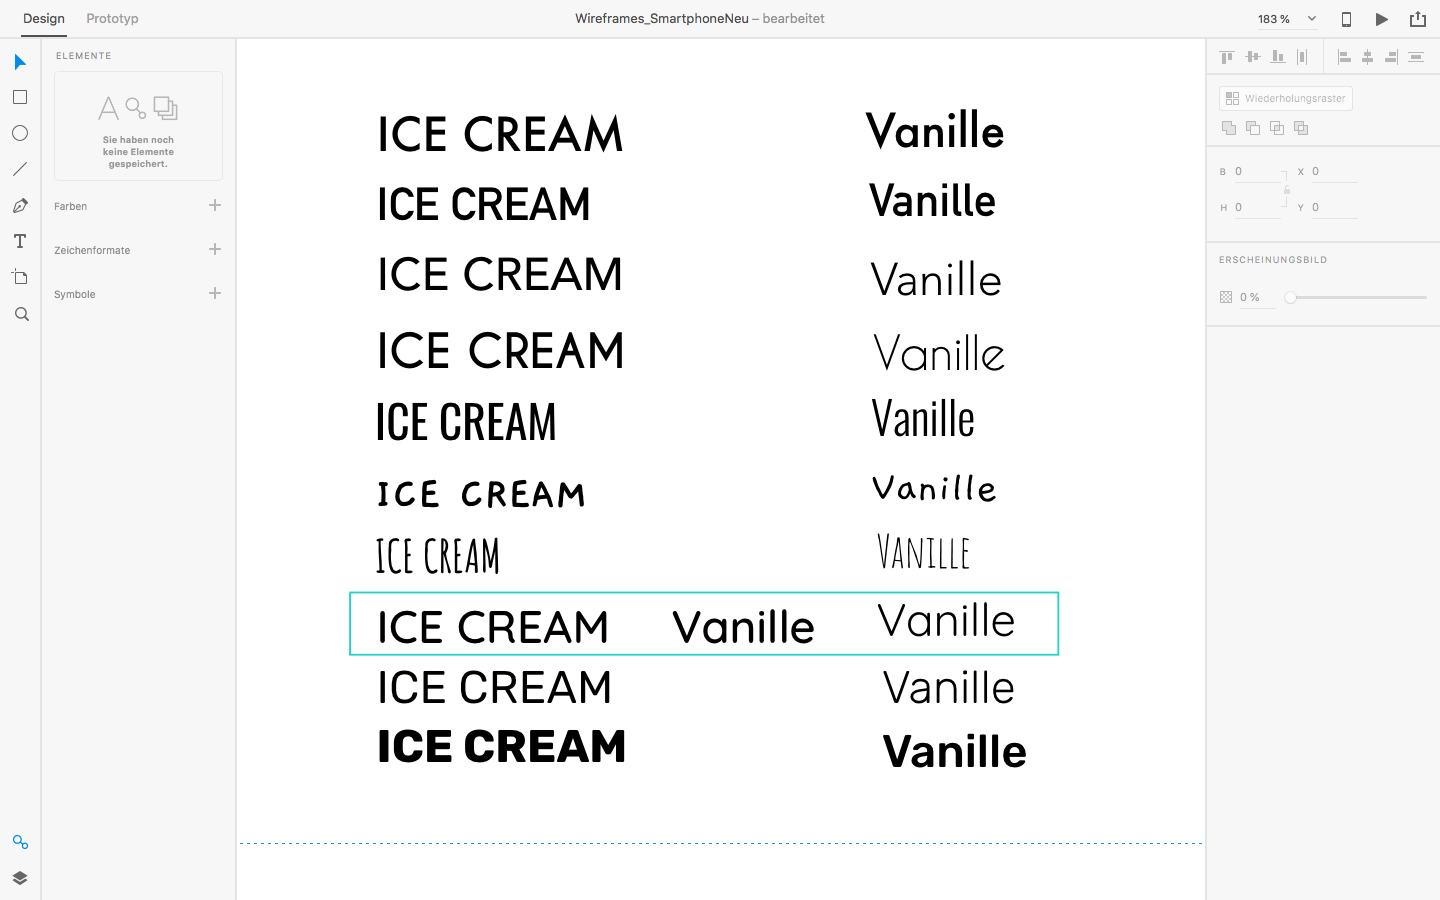 Design Prototyp Wireframes_SmartphoneNeu – bearbeitet 183 %
ELEMENTE
Sie haben noch
keine Elemente
gespeichert.
Farben
Zeichenformate
Symbole
ICE CREAM Vanille
ICE CREAM Vanille
ICE CREAM Vanille
ICE CREAM Vanille
ICE CREAM Vanille
ICE CREAM Vanille
ICE CREAM VANILLE
ICE CREAM Vanille Vanille
ICE CREAM Vanille
ICE CREAM Vanille
Wiederholungsraster
B 0 X 0
H 0 Y 0
ERSCHEINUNGSBILD
0 %